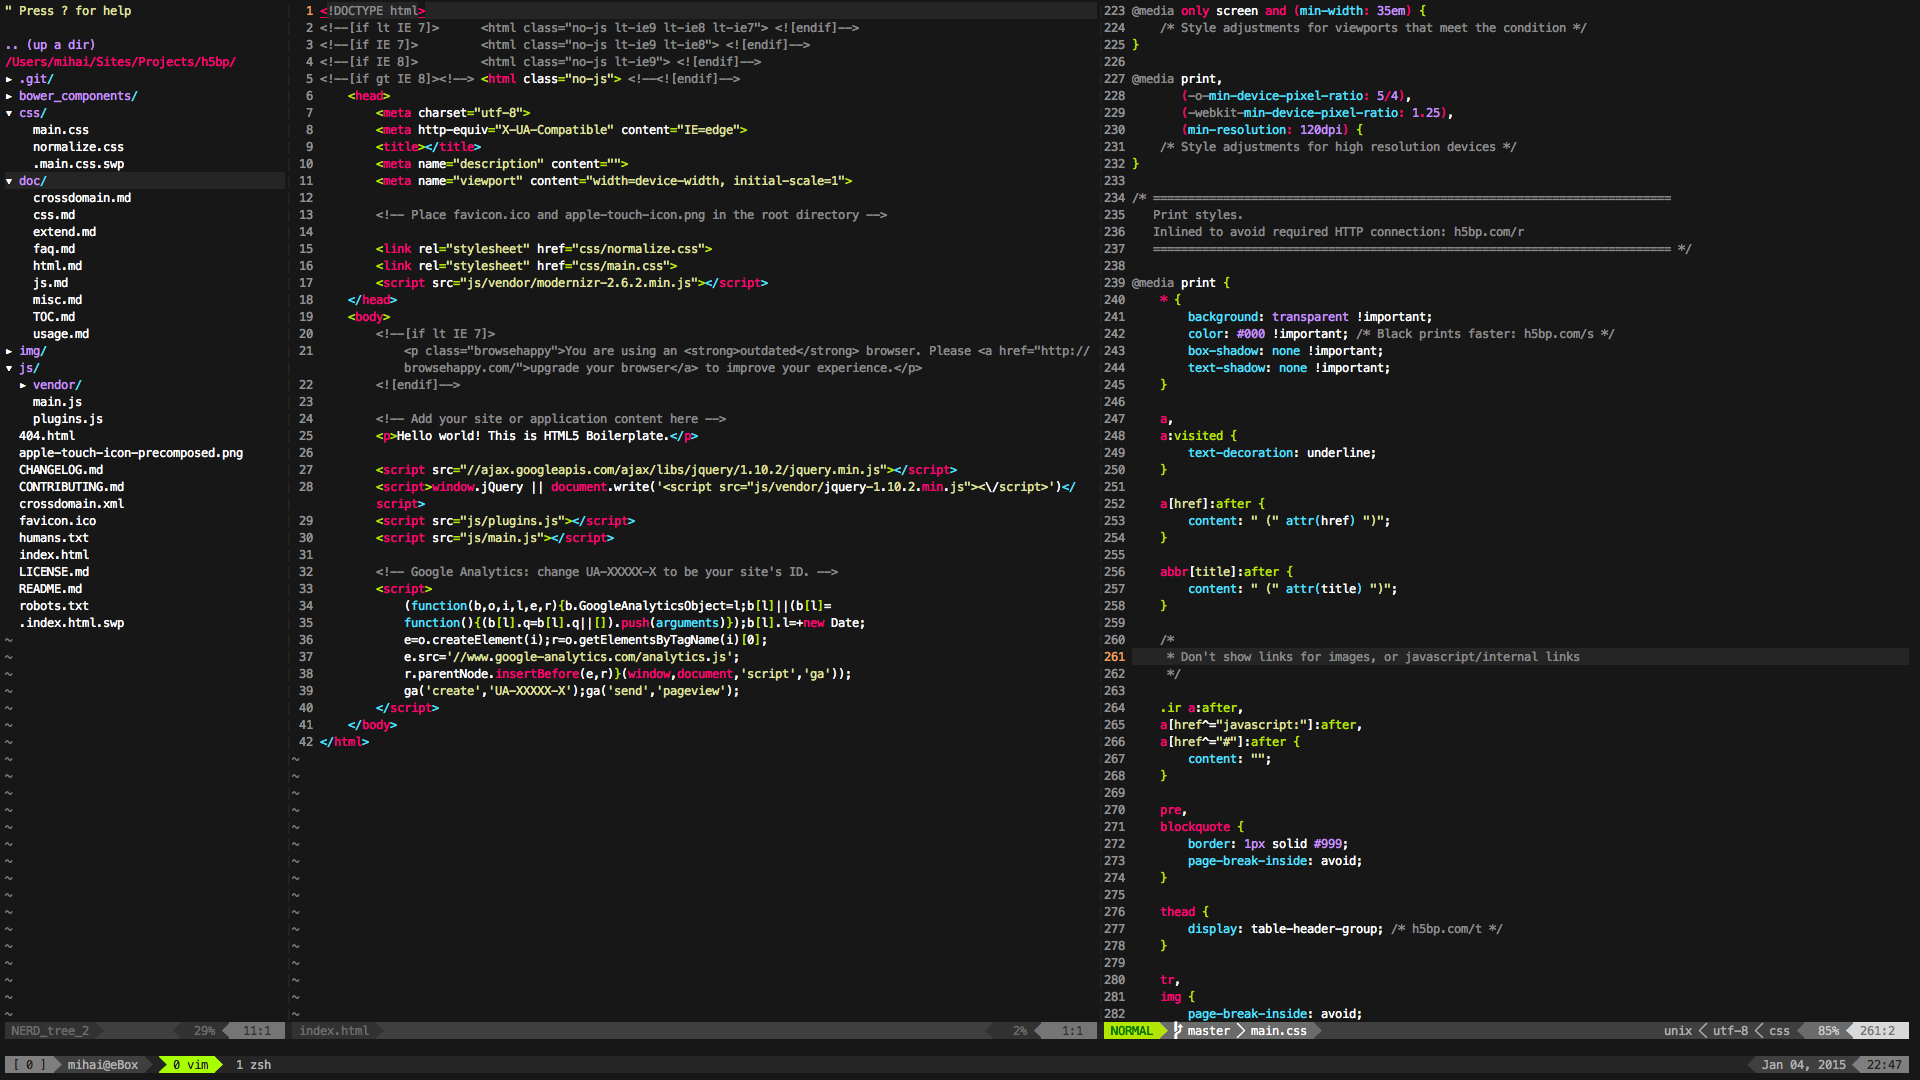 " Press ? for help

.. (up a dir)
/Users/mihai/Sites/Projects/h5bp/
▸ .git/
▸ bower_components/
▾ css/
    main.css
    normalize.css
    .main.css.swp
▾ doc/
    crossdomain.md
    css.md
    extend.md
    faq.md
    html.md
    js.md
    misc.md
    TOC.md
    usage.md
▸ img/
▾ js/
  ▸ vendor/
    main.js
    plugins.js
  404.html
  apple-touch-icon-precomposed.png
  CHANGELOG.md
  CONTRIBUTING.md
  crossdomain.xml
  favicon.ico
  humans.txt
  index.html
  LICENSE.md
  README.md
  robots.txt
  .index.html.swp
NERD_tree_2 29% 11:1
1 <!DOCTYPE html>
2 <!--[if lt IE 7]>      <html class="no-js lt-ie9 lt-ie8 lt-ie7"> <![endif]-->
3 <!--[if IE 7]>         <html class="no-js lt-ie9 lt-ie8"> <![endif]-->
4 <!--[if IE 8]>         <html class="no-js lt-ie9"> <![endif]-->
5 <!--[if gt IE 8]><!--> <html class="no-js"> <!--<![endif]-->
6     <head>
7         <meta charset="utf-8">
8         <meta http-equiv="X-UA-Compatible" content="IE=edge">
9         <title></title>
10         <meta name="description" content="">
11         <meta name="viewport" content="width=device-width, initial-scale=1">
12
13         <!-- Place favicon.ico and apple-touch-icon.png in the root directory -->
14
15         <link rel="stylesheet" href="css/normalize.css">
16         <link rel="stylesheet" href="css/main.css">
17         <script src="js/vendor/modernizr-2.6.2.min.js"></script>
18     </head>
19     <body>
20         <!--[if lt IE 7]>
21             <p class="browsehappy">You are using an <strong>outdated</strong> browser. Please <a href="http://
            browsehappy.com/">upgrade your browser</a> to improve your experience.</p>
22         <![endif]-->
23
24         <!-- Add your site or application content here -->
25         <p>Hello world! This is HTML5 Boilerplate.</p>
26
27         <script src="//ajax.googleapis.com/ajax/libs/jquery/1.10.2/jquery.min.js"></script>
28         <script>window.jQuery || document.write('<script src="js/vendor/jquery-1.10.2.min.js"><\/script>')</
        script>
29         <script src="js/plugins.js"></script>
30         <script src="js/main.js"></script>
31
32         <!-- Google Analytics: change UA-XXXXX-X to be your site's ID. -->
33         <script>
34             (function(b,o,i,l,e,r){b.GoogleAnalyticsObject=l;b[l]||(b[l]=
35             function(){(b[l].q=b[l].q||[]).push(arguments)});b[l].l=+new Date;
36             e=o.createElement(i);r=o.getElementsByTagName(i)[0];
37             e.src='//www.google-analytics.com/analytics.js';
38             r.parentNode.insertBefore(e,r)}(window,document,'script','ga'));
39             ga('create','UA-XXXXX-X');ga('send','pageview');
40         </script>
41     </body>
42 </html>
index.html 2% 1:1
223 @media only screen and (min-width: 35em) {
224     /* Style adjustments for viewports that meet the condition */
225 }
226
227 @media print,
228        (-o-min-device-pixel-ratio: 5/4),
229        (-webkit-min-device-pixel-ratio: 1.25),
230        (min-resolution: 120dpi) {
231     /* Style adjustments for high resolution devices */
232 }
233
234 /* ==========================================================================
235    Print styles.
236    Inlined to avoid required HTTP connection: h5bp.com/r
237    ========================================================================== */
238
239 @media print {
240     * {
241         background: transparent !important;
242         color: #000 !important; /* Black prints faster: h5bp.com/s */
243         box-shadow: none !important;
244         text-shadow: none !important;
245     }
246
247     a,
248     a:visited {
249         text-decoration: underline;
250     }
251
252     a[href]:after {
253         content: " (" attr(href) ")";
254     }
255
256     abbr[title]:after {
257         content: " (" attr(title) ")";
258     }
259
260     /*
261      * Don't show links for images, or javascript/internal links
262      */
263
264     .ir a:after,
265     a[href^="javascript:"]:after,
266     a[href^="#"]:after {
267         content: "";
268     }
269
270     pre,
271     blockquote {
272         border: 1px solid #999;
273         page-break-inside: avoid;
274     }
275
276     thead {
277         display: table-header-group; /* h5bp.com/t */
278     }
279
280     tr,
281     img {
282         page-break-inside: avoid;
NORMAL master main.css unix utf-8 css 85% 261:2
[ 0 ] mihai@eBox 0 vim 1 zsh Jan 04, 2015 22:47